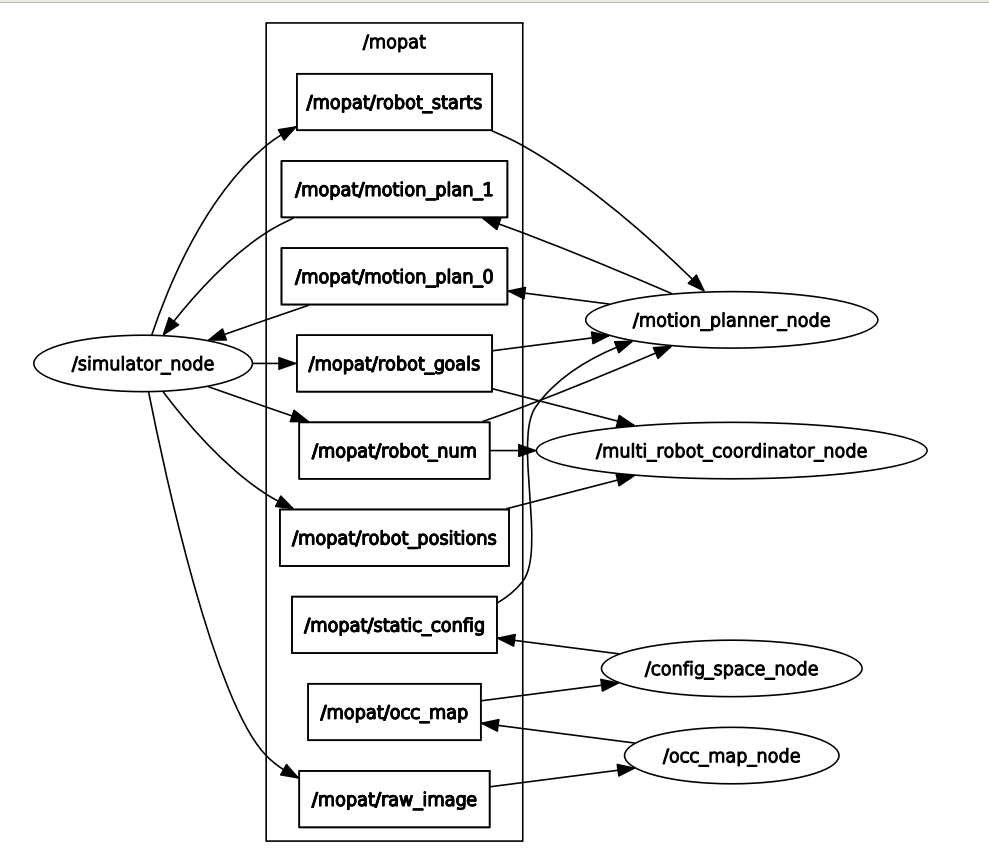 /mopat
/mopat/robot_starts
/mopat/motion_plan_1
/mopat/motion_plan_0
/motion_planner_node
/simulator_node
/mopat/robot_goals
/mopat/robot_num
/multi_robot_coordinator_node
/mopat/robot_positions
/mopat/static_config
/config_space_node
/mopat/occ_map
/occ_map_node
/mopat/raw_image